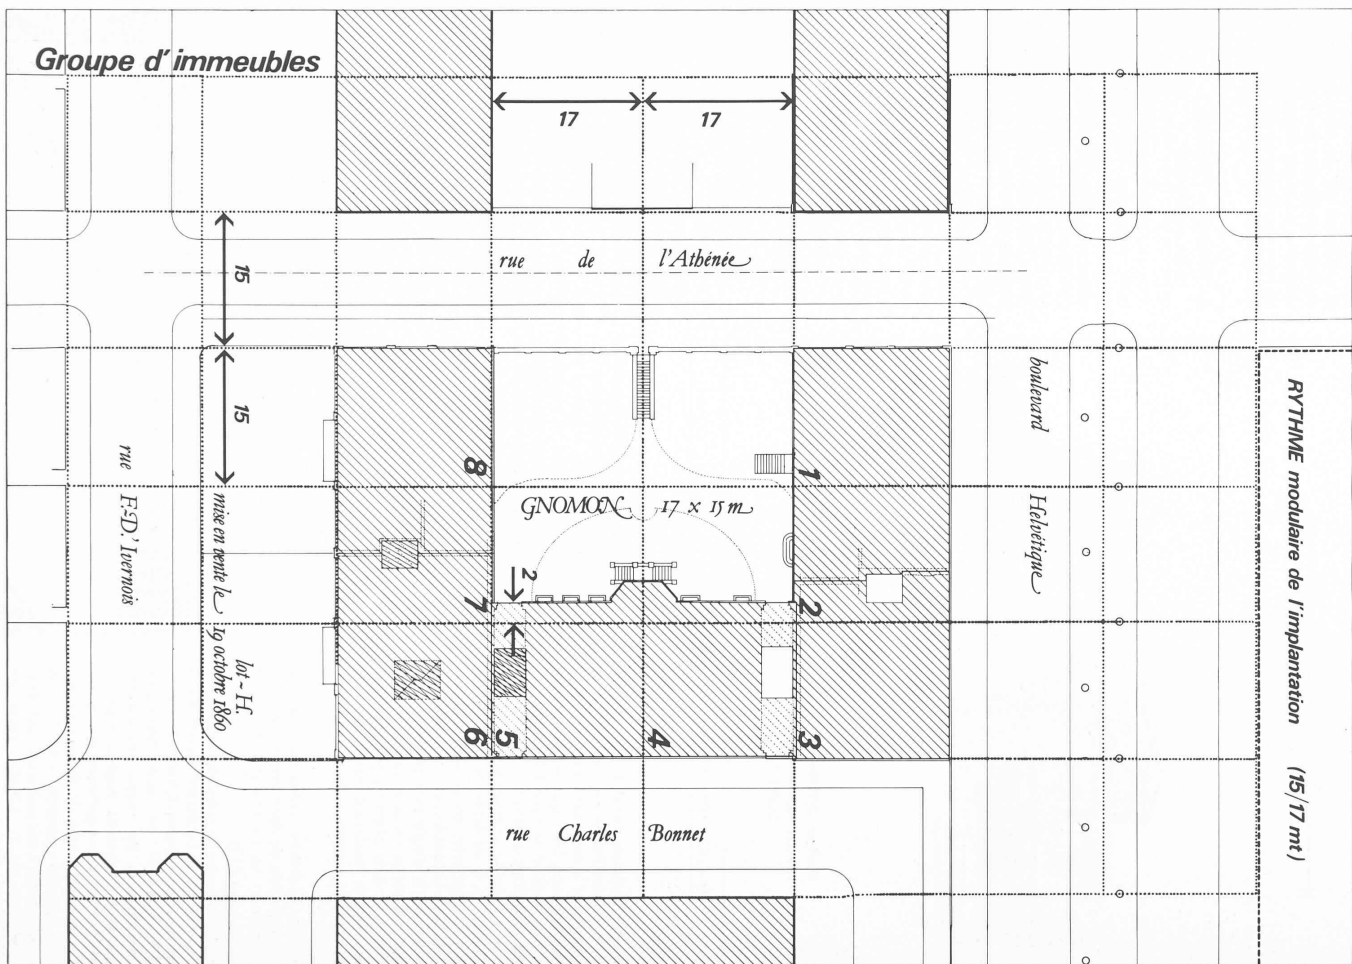 Groupe d'immeubles
17
17
rue de l'Athénée
15
15
boulevard Helvétique
RYTHME modulaire de l'implantation (15/17 mt)
rue F.-D.' Ivernois
8
1
GNOMON 17 x 15 m
mise en vente le 19 octobre 1860
lot - H.
2
7
2
6
5
4
3
rue Charles Bonnet